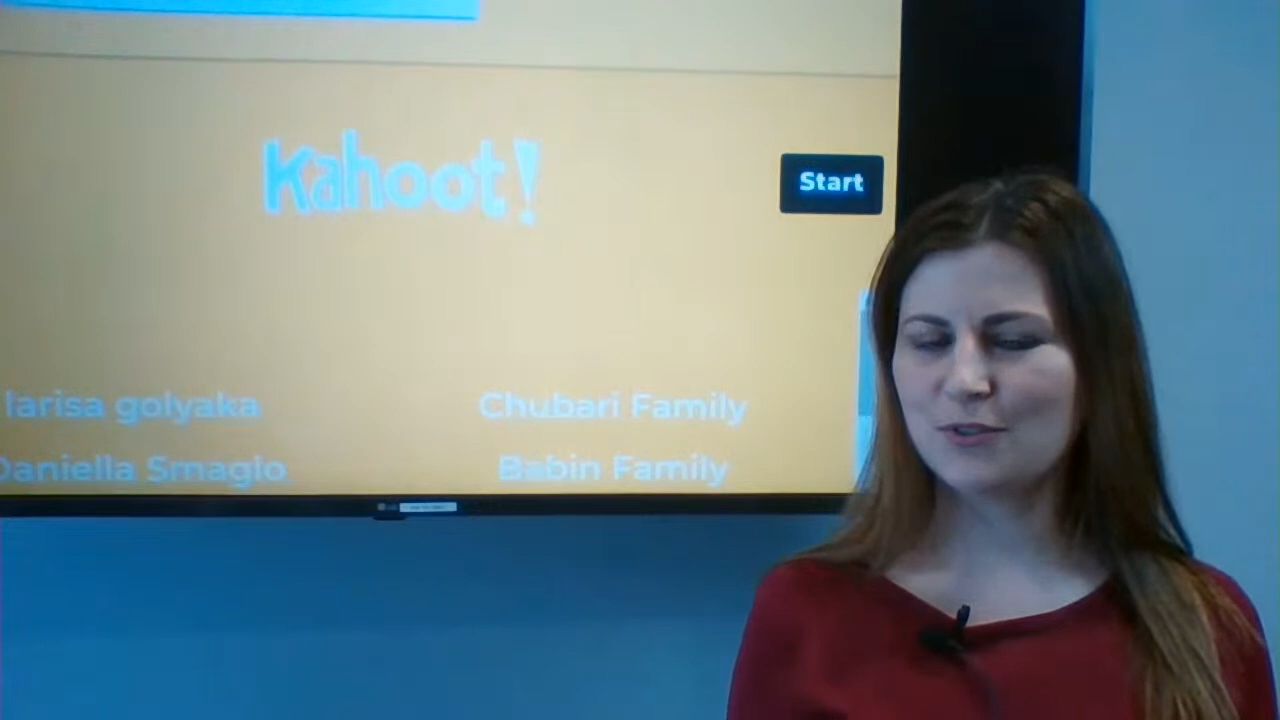 Kahoot!
Start
larisa golyaka
Chubari Family
Daniella Smaglo
Babin Family